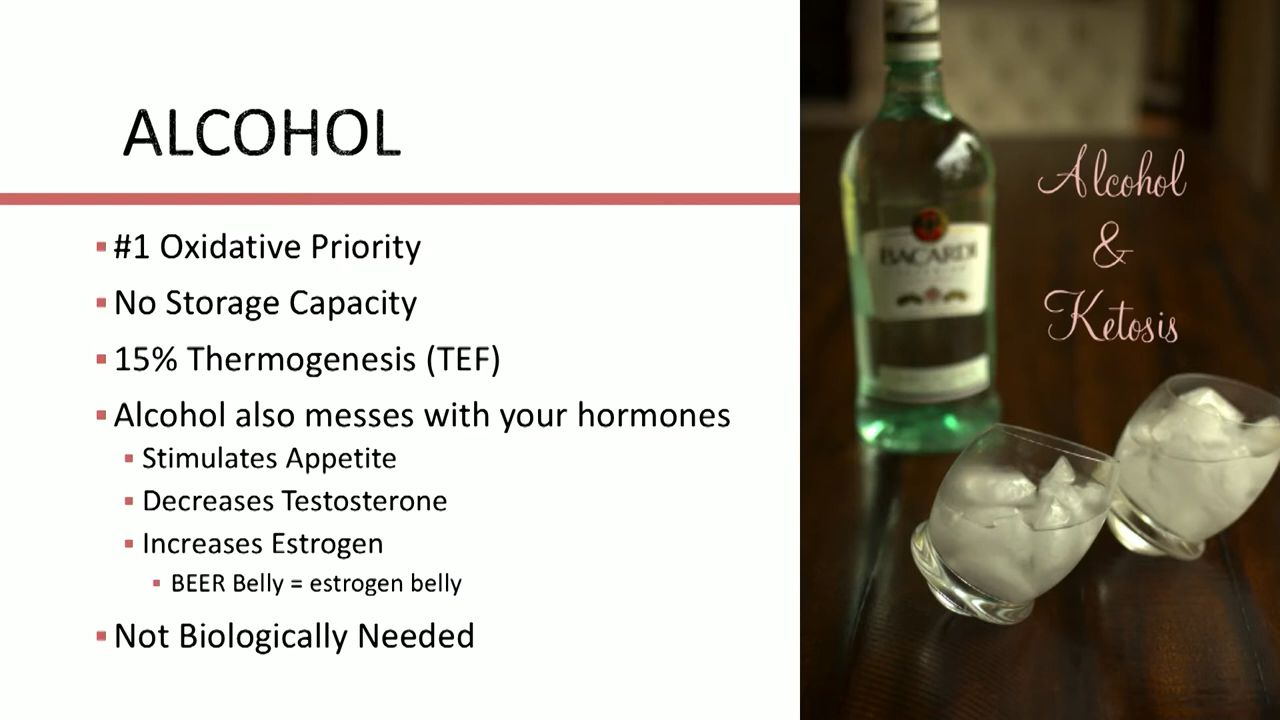 ALCOHOL
#1 Oxidative Priority
No Storage Capacity
15% Thermogenesis (TEF)
Alcohol also messes with your hormones
Stimulates Appetite
Decreases Testosterone
Increases Estrogen
BEER Belly = estrogen belly
Not Biologically Needed
Alcohol
&
Ketosis
BACARDI